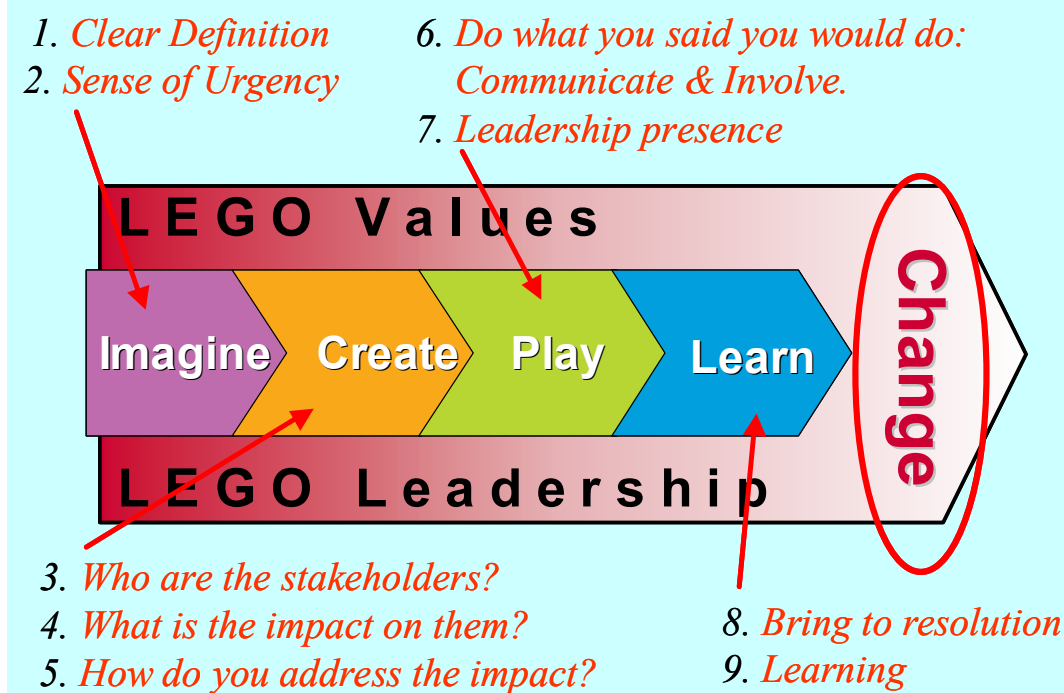 1. Clear Definition
2. Sense of Urgency
6. Do what you said you would do:
Communicate & Involve.
7. Leadership presence
LEGO Values
Imagine
Create
Play
Learn
Change
LEGO Leadership
3. Who are the stakeholders?
4. What is the impact on them?
5. How do you address the impact?
8. Bring to resolution
9. Learning